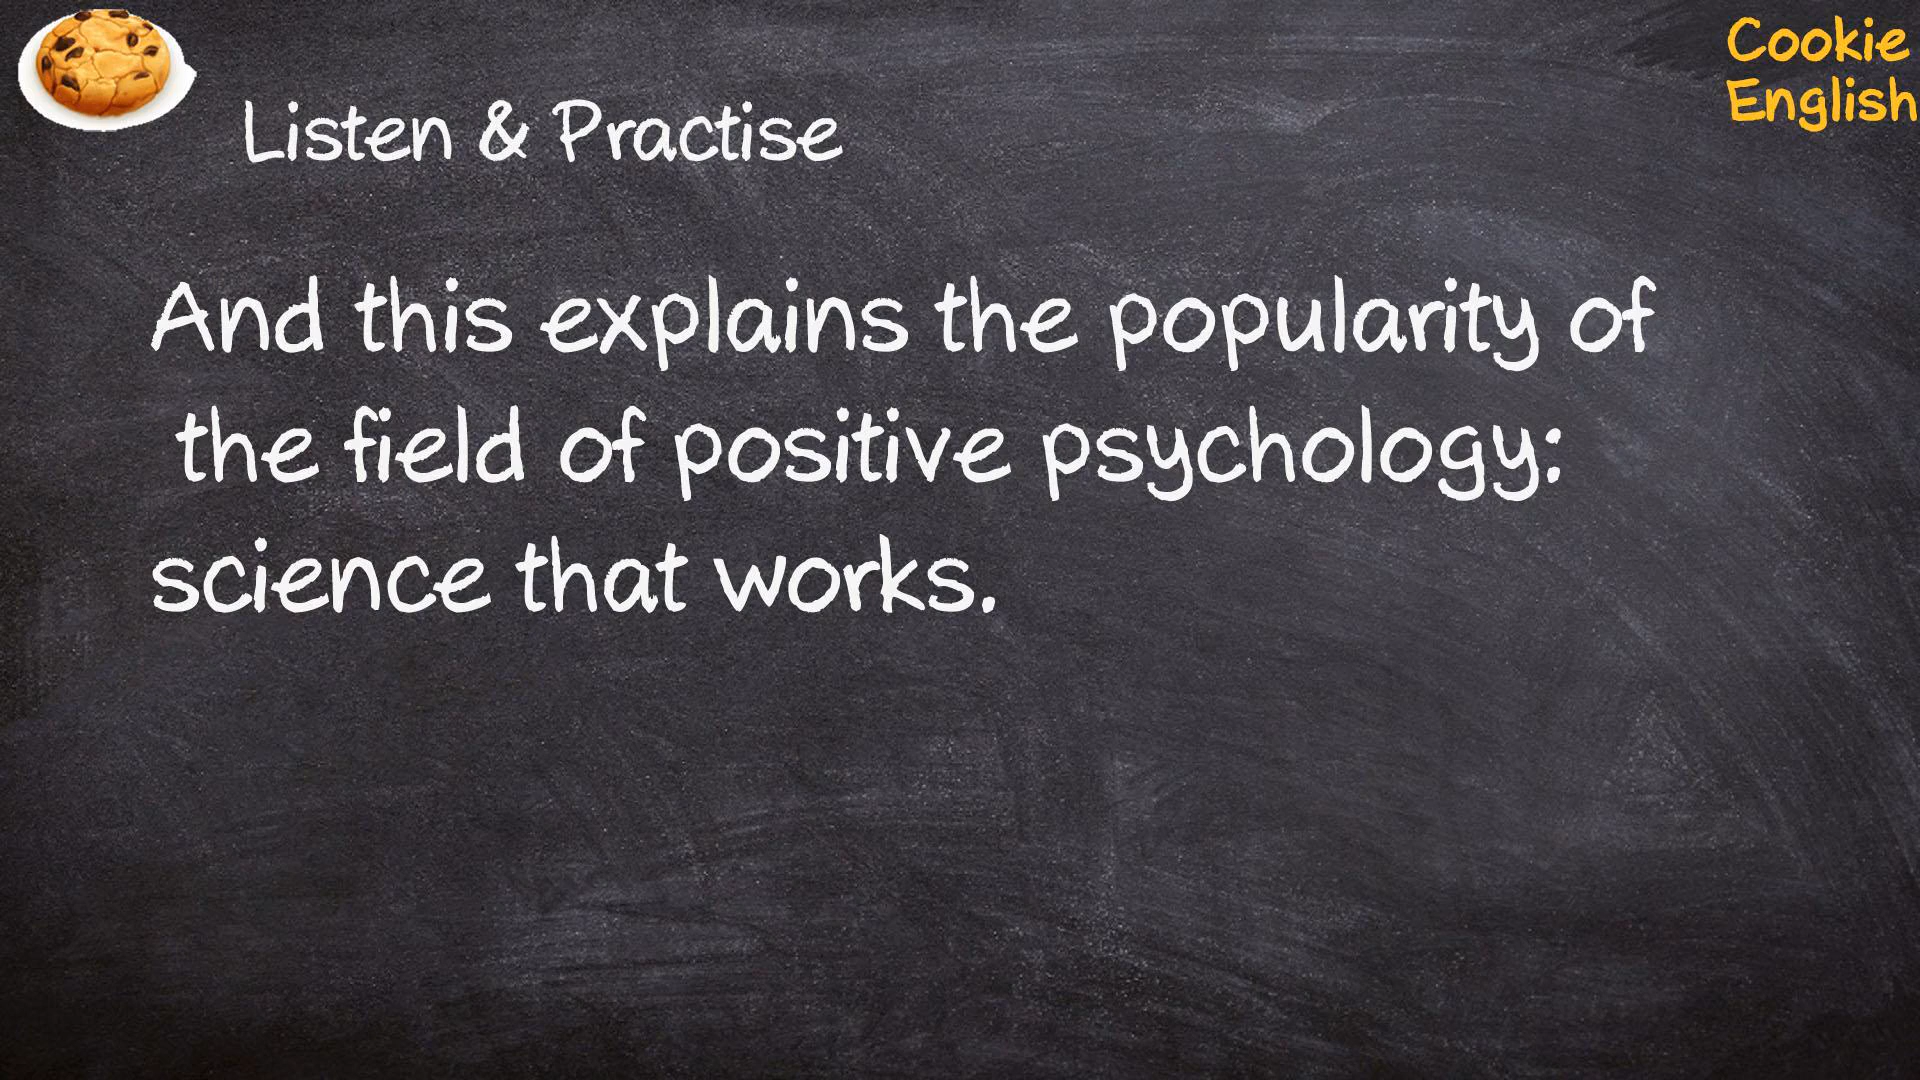 Cookie
English
Listen & Practise
And this explains the popularity of
the field of positive psychology:
science that works.